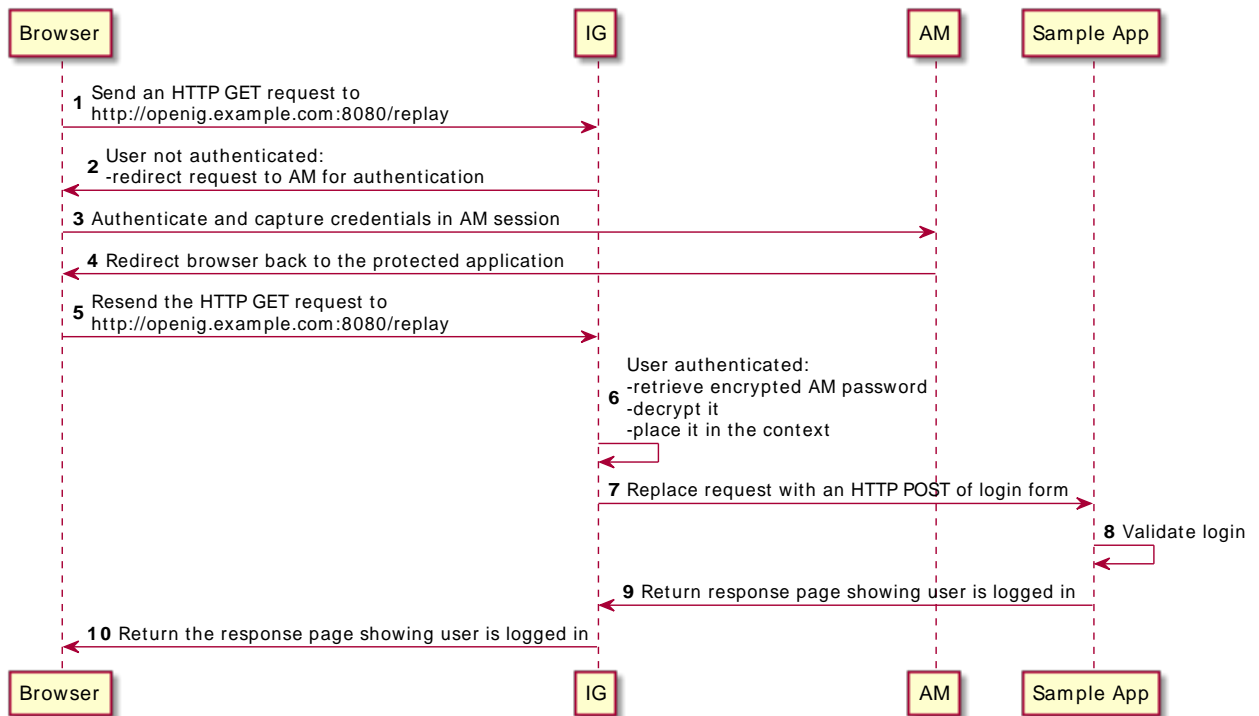 Browser
IG
AM
Sample App
1 Send an HTTP GET request to
http://openig.example.com:8080/replay
2 User not authenticated:
-redirect request to AM for authentication
3 Authenticate and capture credentials in AM session
4 Redirect browser back to the protected application
5 Resend the HTTP GET request to
http://openig.example.com:8080/replay
6 User authenticated:
-retrieve encrypted AM password
-decrypt it
-place it in the context
7 Replace request with an HTTP POST of login form
8 Validate login
9 Return response page showing user is logged in
10 Return the response page showing user is logged in
Browser
IG
AM
Sample App